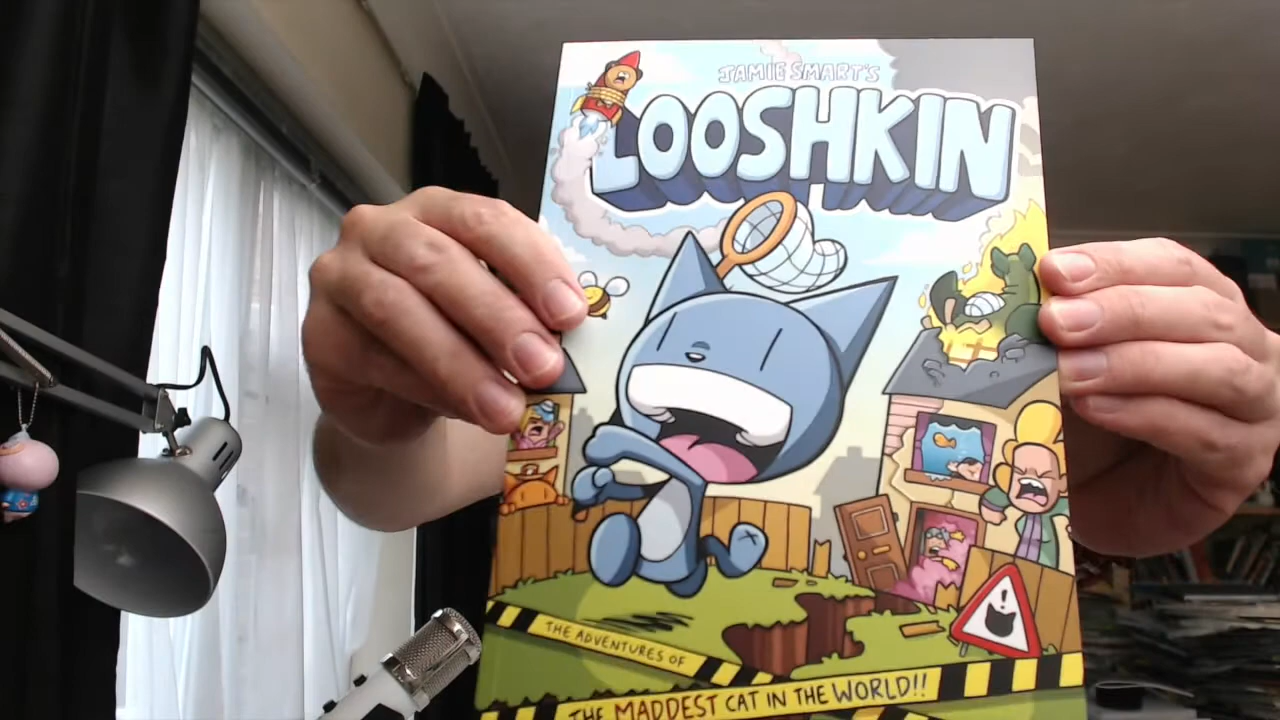 JAMIE SMART'S
LOOSHKIN
!
THE ADVENTURES OF
THE MADDEST CAT IN THE WORLD!!